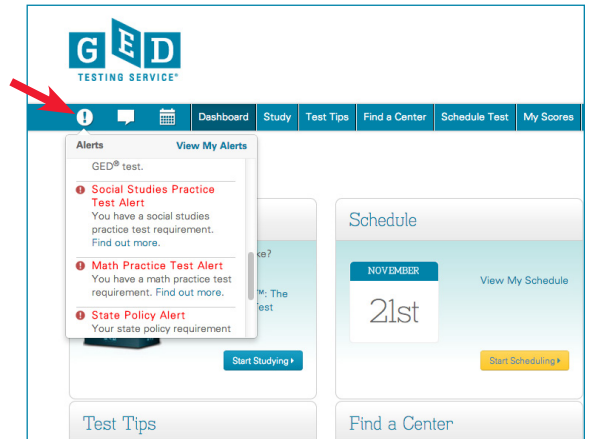 GED
TESTING SERVICE®
Dashboard Study Test Tips Find a Center Schedule Test My Scores
Alerts View My Alerts
GED® test.
Social Studies Practice
Test Alert
You have a social studies
practice test requirement.
Find out more.
Math Practice Test Alert
You have a math practice test
requirement. Find out more.
State Policy Alert
Your state policy requirement
™: The
Start Studying
Schedule
NOVEMBER
21st
View My Schedule
Start Scheduling
Test Tips
Find a Center